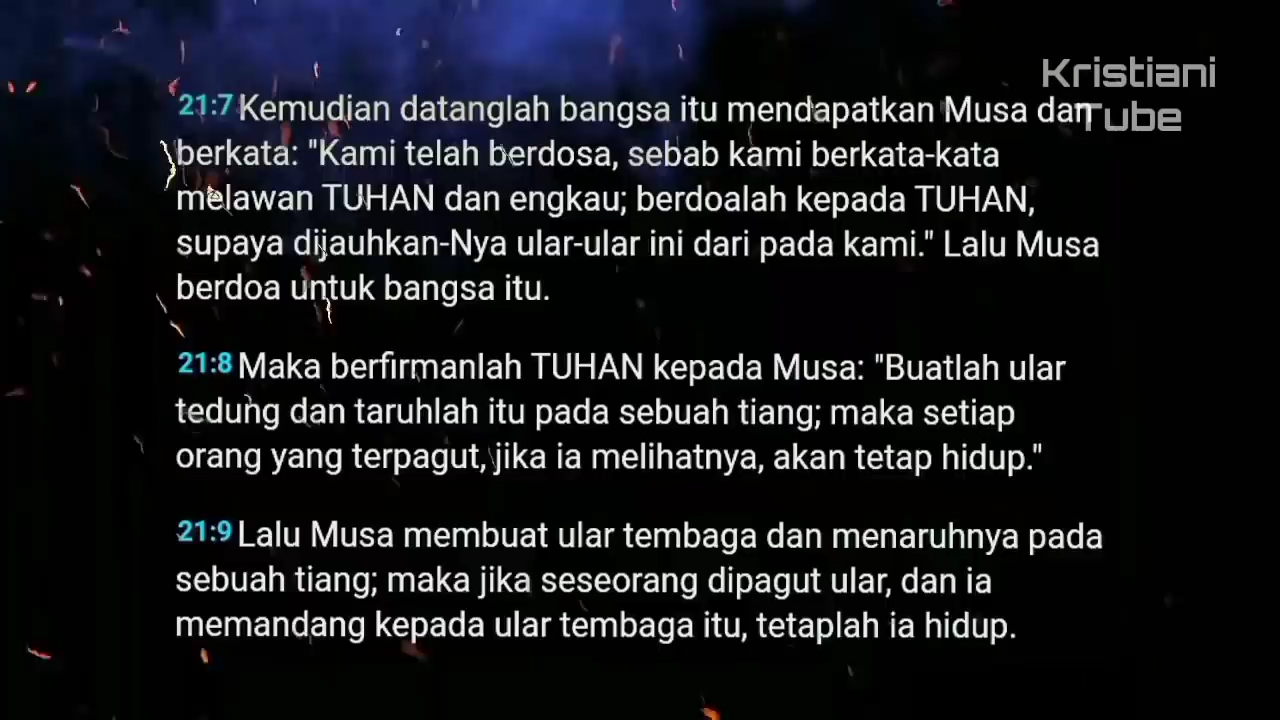 Kristiani
Tube
21:7 Kemudian datanglah bangsa itu mendapatkan Musa dan
berkata: "Kami telah berdosa, sebab kami berkata-kata
melawan TUHAN dan engkau; berdoalah kepada TUHAN,
supaya dijauhkan-Nya ular-ular ini dari pada kami." Lalu Musa
berdoa untuk bangsa itu.
21:8 Maka berfirmanlah TUHAN kepada Musa: "Buatlah ular
tedung dan taruhlah itu pada sebuah tiang; maka setiap
orang yang terpagut, jika ia melihatnya, akan tetap hidup."
21:9 Lalu Musa membuat ular tembaga dan menaruhnya pada
sebuah tiang; maka jika seseorang dipagut ular, dan ia
memandang kepada ular tembaga itu, tetaplah ia hidup.